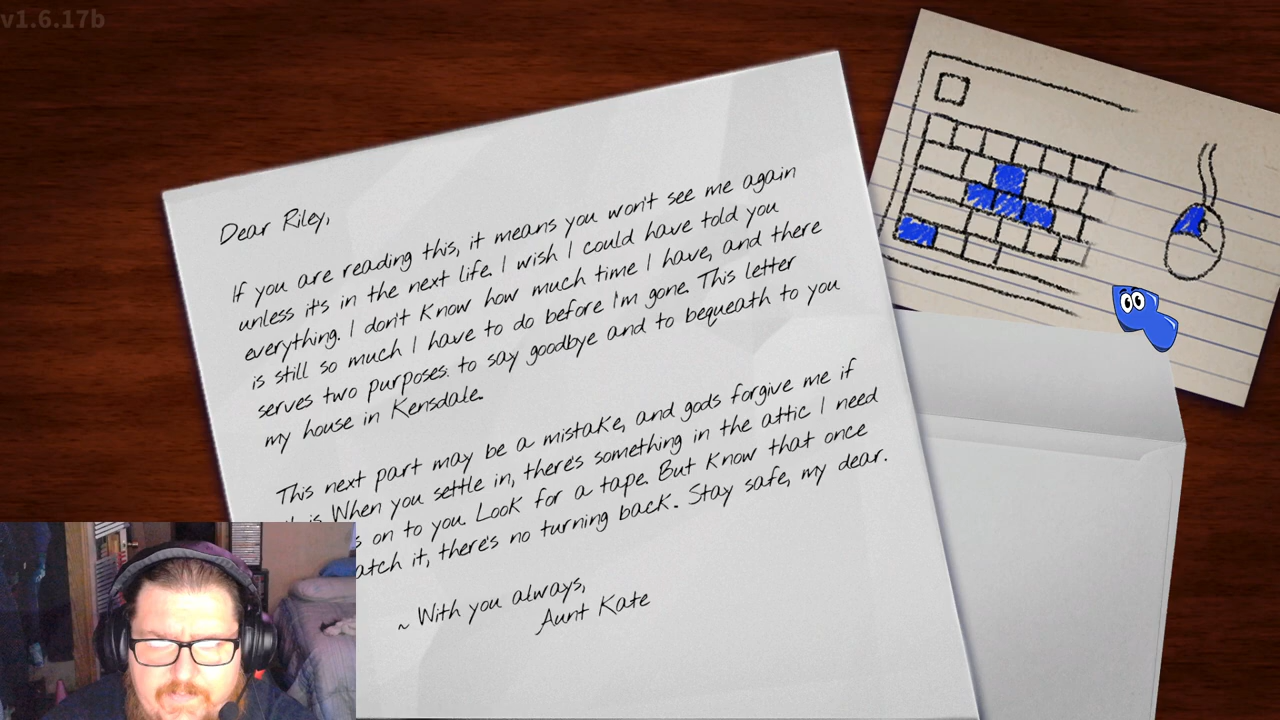 v1.6.17b
Dear Riley,
If you are reading this, it means you won't see me again
unless it's in the next life. I wish I could have told you
everything. I don't know how much time I have, and there
is still so much I have to do before I'm gone. This letter
serves two purposes: to say goodbye and to bequeath to you
my house in Kensdale.
This next part may be a mistake, and gods forgive me if
is. When you settle in, there's something in the attic I need
on to you. Look for a tape. But know that once
atch it, there's no turning back. Stay safe, my dear.
~ With you always,
Aunt Kate